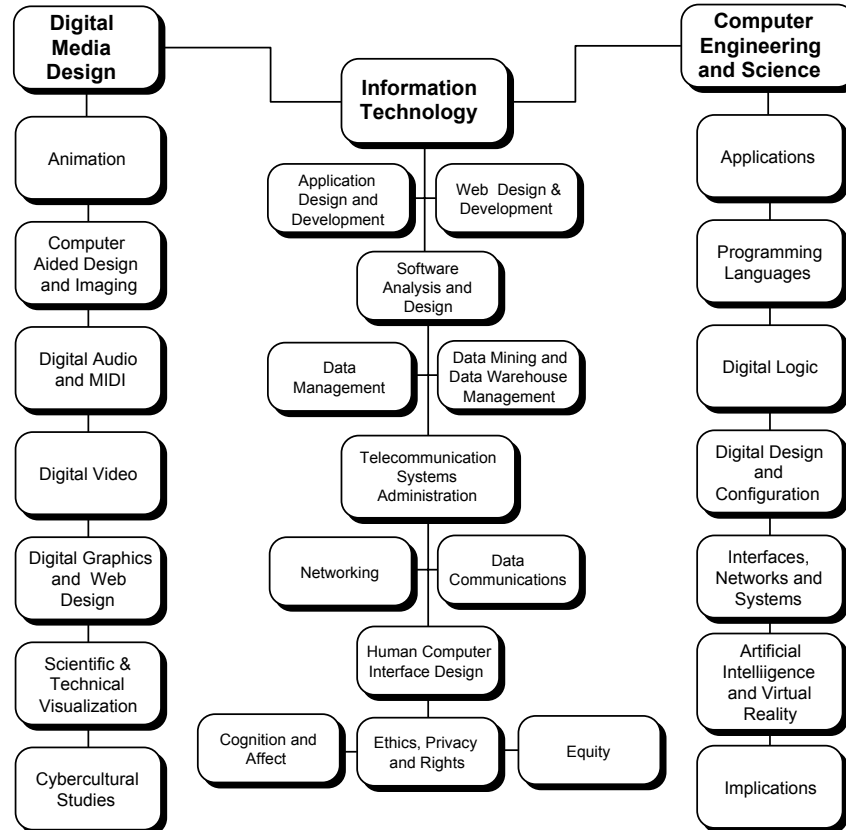 Digital
Media
Design
Animation
Computer
Aided Design
and Imaging
Digital Audio
and MIDI
Digital Video
Digital Graphics
and Web
Design
Scientific &
Technical
Visualization
Cybercultural
Studies
Information
Technology
Application
Design and
Development
Web Design &
Development
Software
Analysis and
Design
Data
Management
Data Mining and
Data Warehouse
Management
Telecommunication
Systems
Administration
Networking
Data
Communications
Human Computer
Interface Design
Cognition and
Affect
Ethics, Privacy
and Rights
Equity
Computer
Engineering
and Science
Applications
Programming
Languages
Digital Logic
Digital Design
and
Configuration
Interfaces,
Networks and
Systems
Artificial
Intelliigence
and Virtual
Reality
Implications